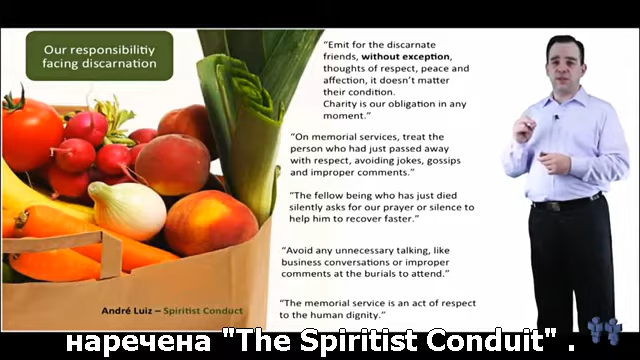 Our responsibility
facing discarnation
"Emit for the discarnate
friends, without exception,
thoughts of respect, peace and
affection, it doesn't matter
their condition.
Charity is our obligation in any
moment."
"On memorial services, treat the
person who had just passed away
with respect, avoiding jokes, gossips
and improper comments."
"The fellow being who has just died
silently asks for our prayer or silence to
help him to recover faster."
"Avoid any unnecessary talking, like
business conversations or improper
comments at the burials to attend."
"The memorial service is an act of respect
to the human dignity."
André Luiz – Spiritist Conduct
наречена "The Spiritist Conduit" .